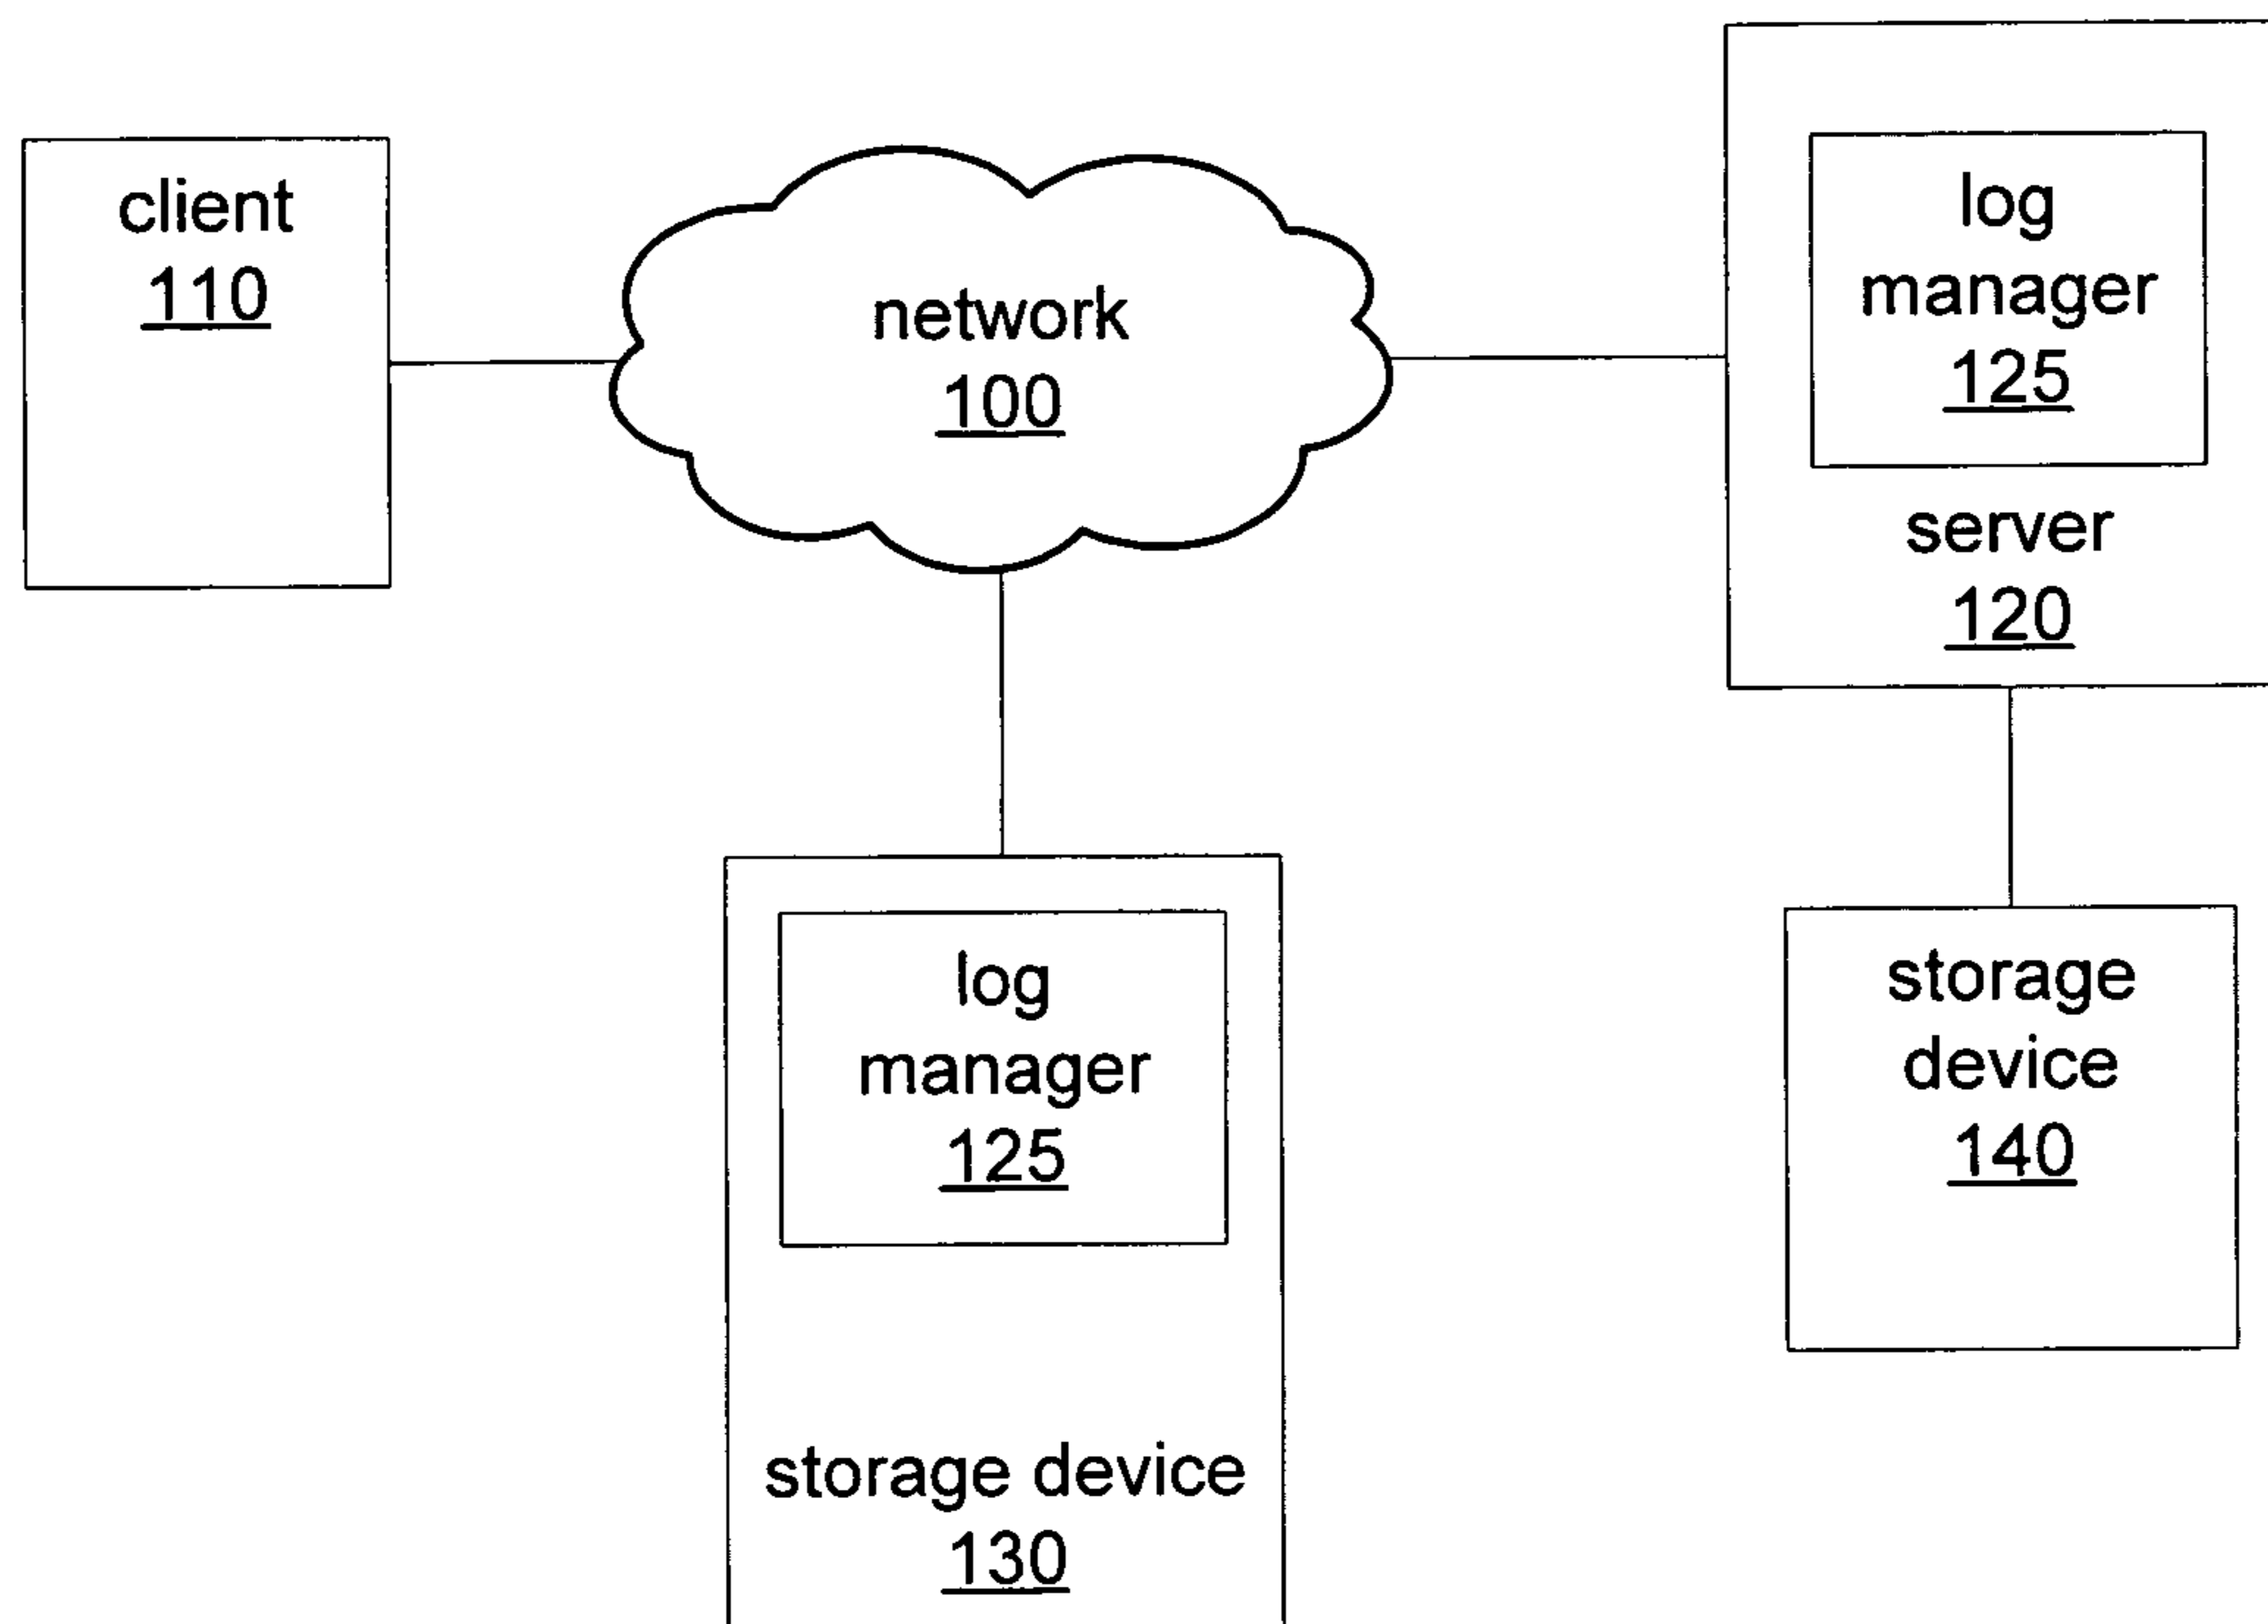 client
110
network
100
log
manager
125
server
120
log
manager
125
storage device
130
storage
device
140